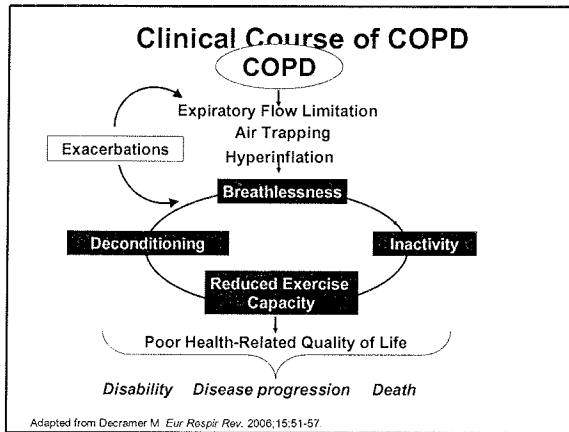 Clinical Course of COPD
COPD
Expiratory Flow Limitation
Air Trapping
Hyperinflation
Exacerbations
Breathlessness
Deconditioning
Inactivity
Reduced Exercise
Capacity
Poor Health-Related Quality of Life
Disability Disease progression Death
Adapted from Decramer M. Eur Respir Rev. 2006;15:51-57.